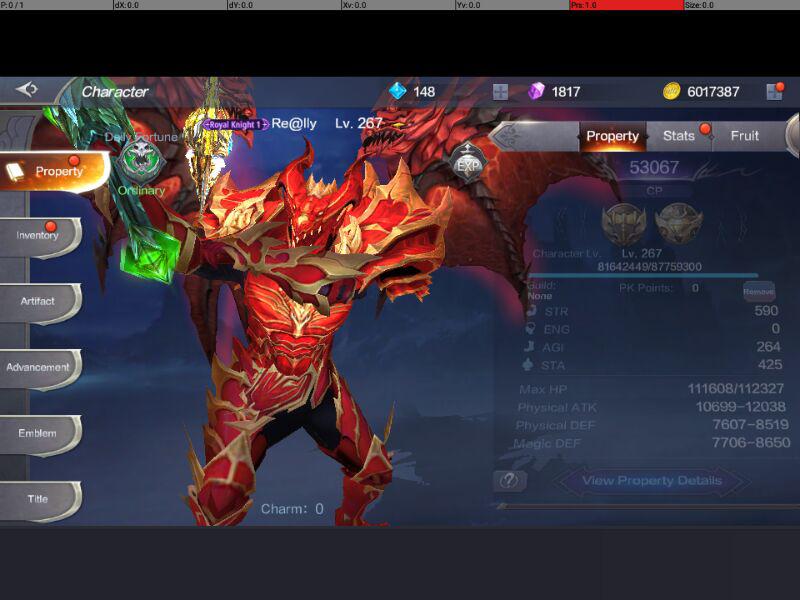 P: 0 / 1 dX: 0.0 dY: 0.0 Xv: 0.0 Yv: 0.0 Prs: 1.0 Size: 0.0
Character 148 1817 6017387
Royal Knight 1 Re@lly Lv. 267
Property Stats Fruit
Daily Fortune
Ordinary
EXP
Property
Inventory
Artifact
Advancement
Emblem
Title
53067
CP
Character Lv. Lv. 267
81642449/87759300
Guild: PK Points: 0 Remove
None
STR 590
ENG 0
AGI 264
STA 425
Max HP 111608/112327
Physical ATK 10699-12038
Physical DEF 7607-8519
Magic DEF 7706-8650
? View Property Details
Charm: 0